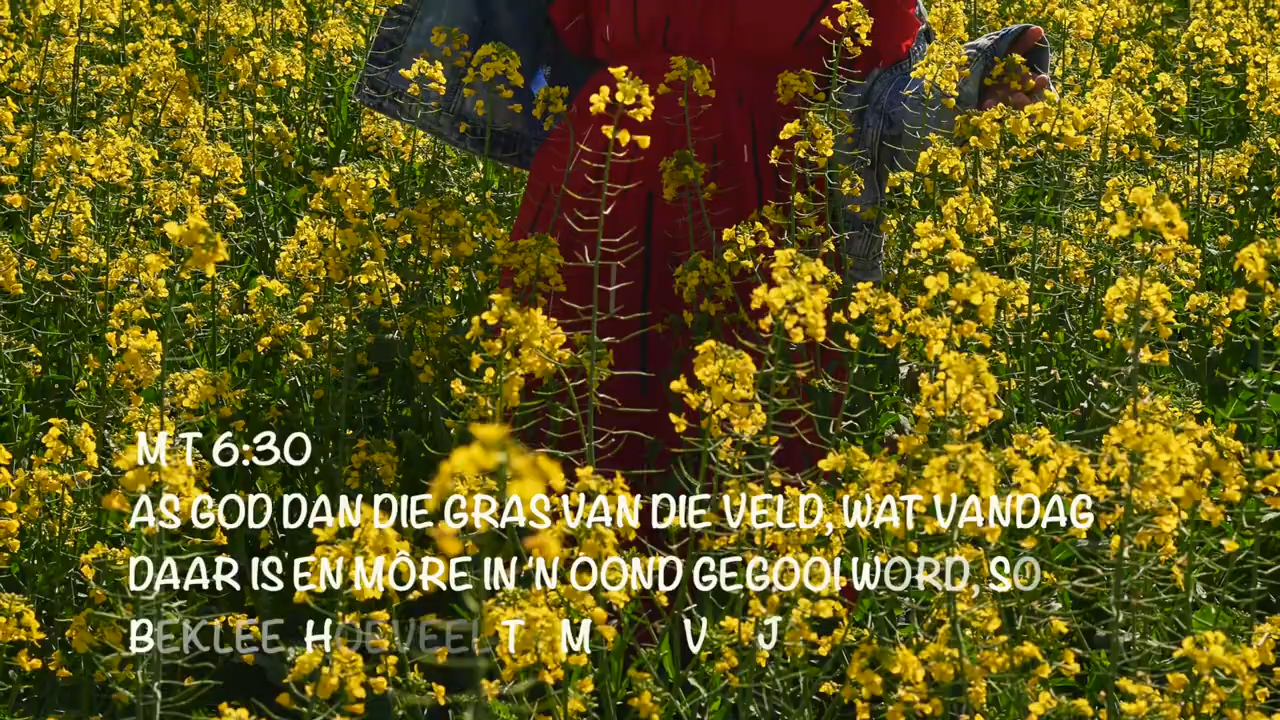 MT 6:30
AS GOD DAN DIE GRAS VAN DIE VELD, WAT VANDAG
DAAR IS EN MÔRE IN 'N OOND GEGOOI WORD, SO
BEKLEE, HOEVEEL T M V J